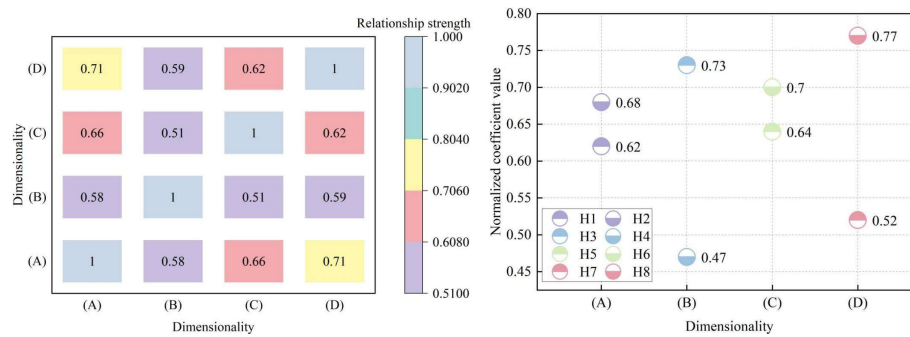 Relationship strength
1.000
0.9020
0.8040
0.7060
0.6080
0.5100
Dimensionality
(D) 0.71 0.59 0.62 1
(C) 0.66 0.51 1 0.62
(B) 0.58 1 0.51 0.59
(A) 1 0.58 0.66 0.71
(A) (B) (C) (D)
Dimensionality
Normalized coefficient value
0.80
0.75
0.70
0.65
0.60
0.55
0.50
0.45
0.68
0.62
0.73
0.47
0.7
0.64
0.77
0.52
H1 H2
H3 H4
H5 H6
H7 H8
(A) (B) (C) (D)
Dimensionality